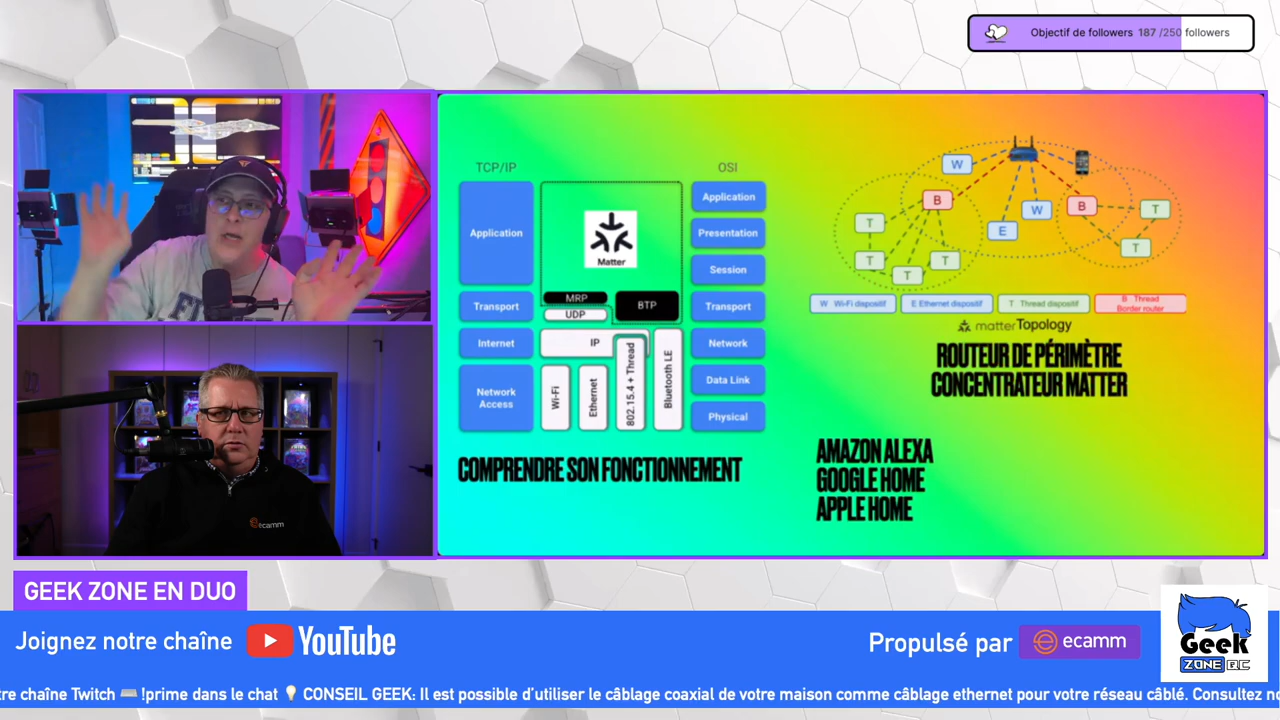 Objectif de followers 187 /250 followers
TCP/IP
OSI
Application
Transport
Internet
Network
Access
Matter
MRP
UDP
BTP
IP
Wi-Fi
Ethernet
802.15.4 + Thread
Bluetooth LE
Application
Presentation
Session
Transport
Network
Data Link
Physical
COMPRENDRE SON FONCTIONNEMENT
W
B
W
B
E
T
T
T
T
T
T
W Wi-Fi dispositif
E Ethernet dispositif
T Thread dispositif
B Thread
Border router
matter Topology
ROUTEUR DE PÉRIMÈTRE
CONCENTRATEUR MATTER
AMAZON ALEXA
GOOGLE HOME
APPLE HOME
ecamm
GEEK ZONE EN DUO
Joignez notre chaîne YouTube
Propulsé par ecamm
Geek
ZONE QC
tre chaîne Twitch ⌨️ !prime dans le chat 💡 CONSEIL GEEK: Il est possible d'utiliser le câblage coaxial de votre maison comme câblage ethernet pour votre réseau câblé. Consultez no